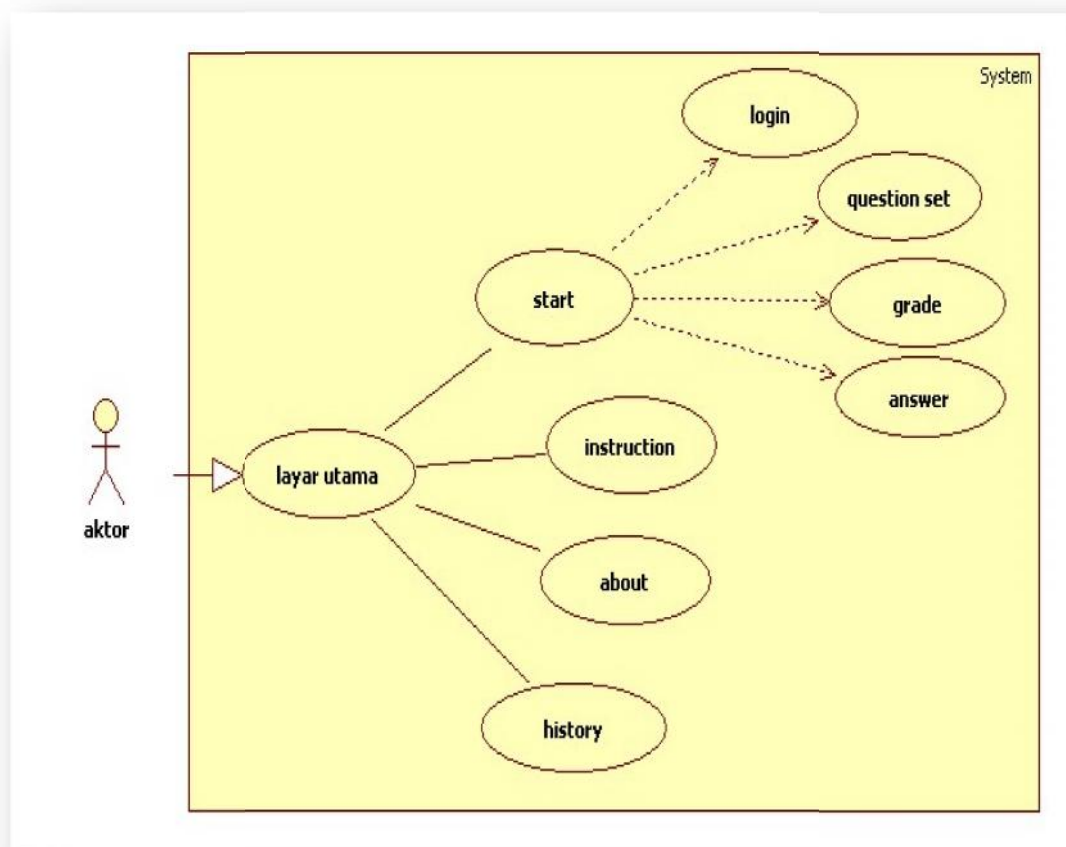 System
login
question set
start
grade
answer
instruction
layar utama
aktor
about
history